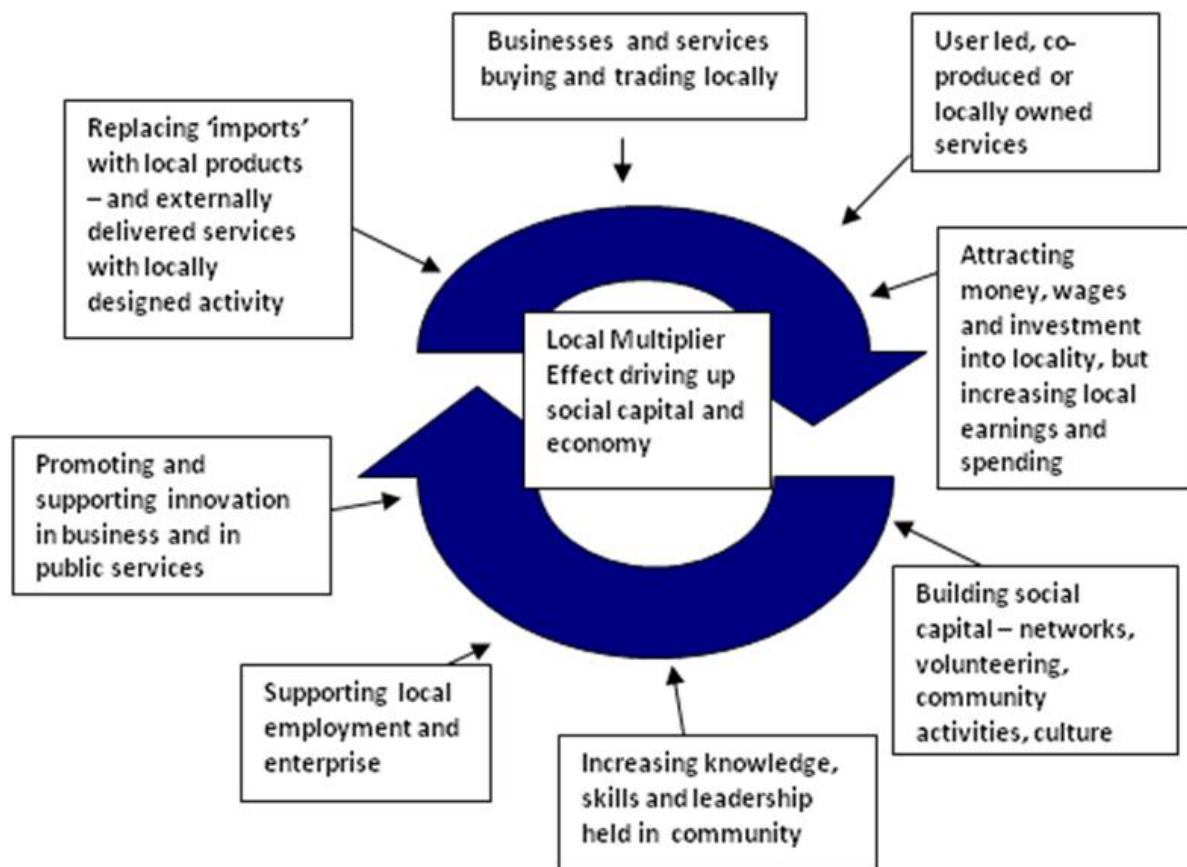 Businesses and services
buying and trading locally
User led, co-
produced or
locally owned
services
Replacing ‘imports’
with local products
– and externally
delivered services
with locally
designed activity
Attracting
money, wages
and investment
into locality, but
increasing local
earnings and
spending
Local Multiplier
Effect driving up
social capital and
economy
Promoting and
supporting innovation
in business and in
public services
Building social
capital – networks,
volunteering,
community
activities, culture
Supporting local
employment and
enterprise
Increasing knowledge,
skills and leadership
held in community